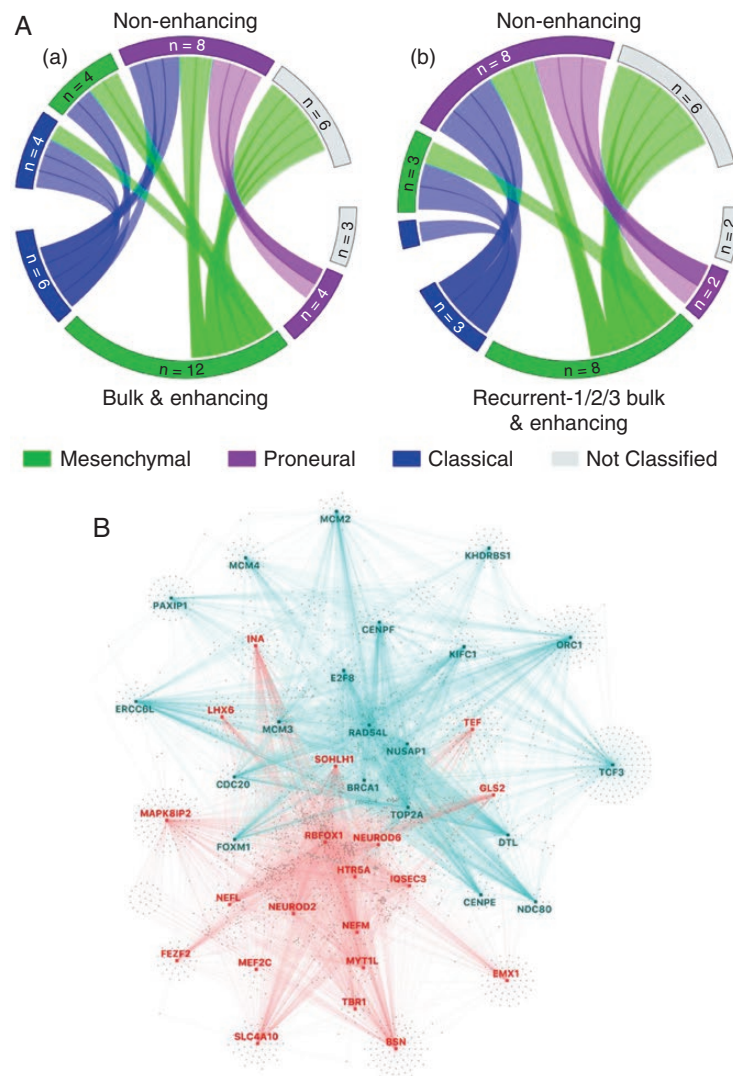 A
Non-enhancing
(a)
n = 8
n = 4
n = 6
n = 4
n = 3
n = 6
n = 4
n = 12
Bulk & enhancing
Non-enhancing
(b)
n = 8
n = 6
n = 3
n = 2
n = 3
n = 2
n = 8
Recurrent-1/2/3 bulk
& enhancing
Mesenchymal
Proneural
Classical
Not Classified
B
MCM2
MCM4
KHDRBS1
PAXIP1
CENPF
INA
KIFC1
ORC1
E2F8
ERCC6L
LHX6
MCM3
RAD54L
TEF
NUSAP1
SOHLH1
TCF3
CDC20
BRCA1
GLS2
MAPK8IP2
TOP2A
RBFOX1
NEUROD6
FOXM1
DTL
HTR5A
IQSEC3
NEFL
CENPE
NEUROD2
NDC80
NEFM
FEZF2
MEF2C
MYT1L
EMX1
TBR1
SLC4A10
BSN